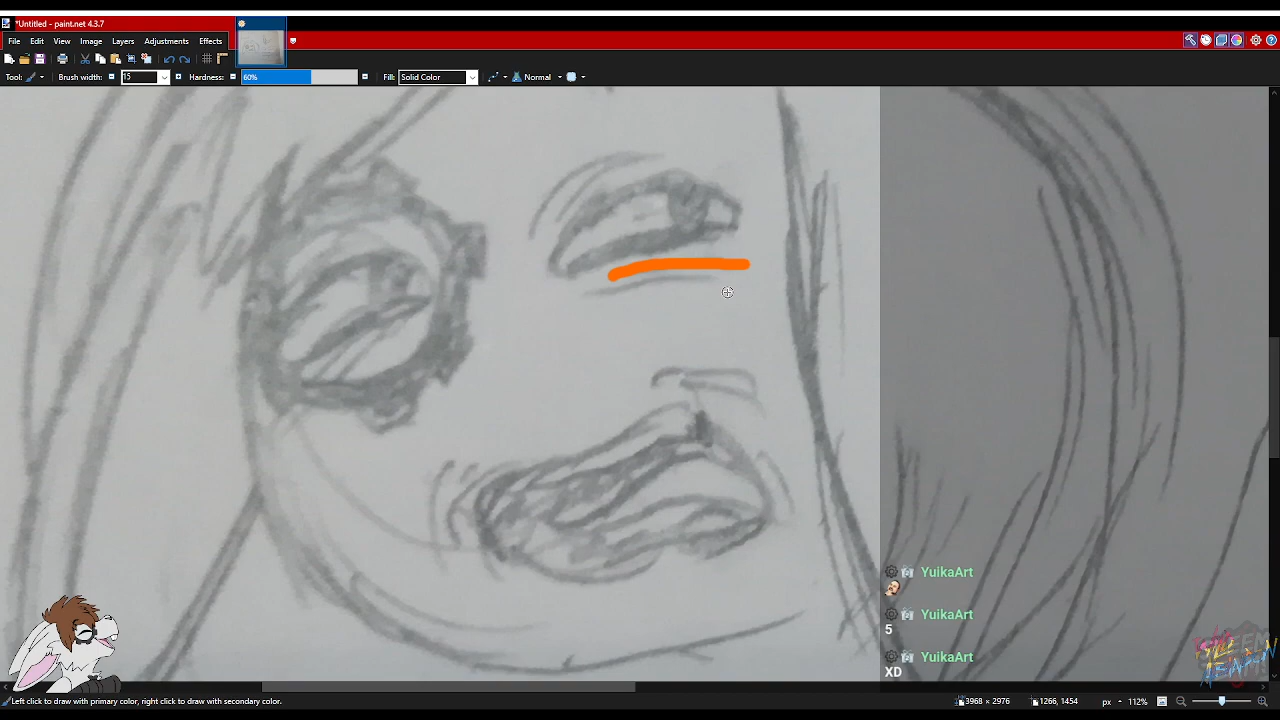 *Untitled - paint.net 4.3.7
File Edit View Image Layers Adjustments Effects
Tool: Brush width: 15 Hardness: 60% Fill: Solid Color Normal
YuikaArt
YuikaArt
5
YuikaArt
XD
Left click to draw with primary color, right click to draw with secondary color. 3968 × 2976 1266, 1454 px 112%